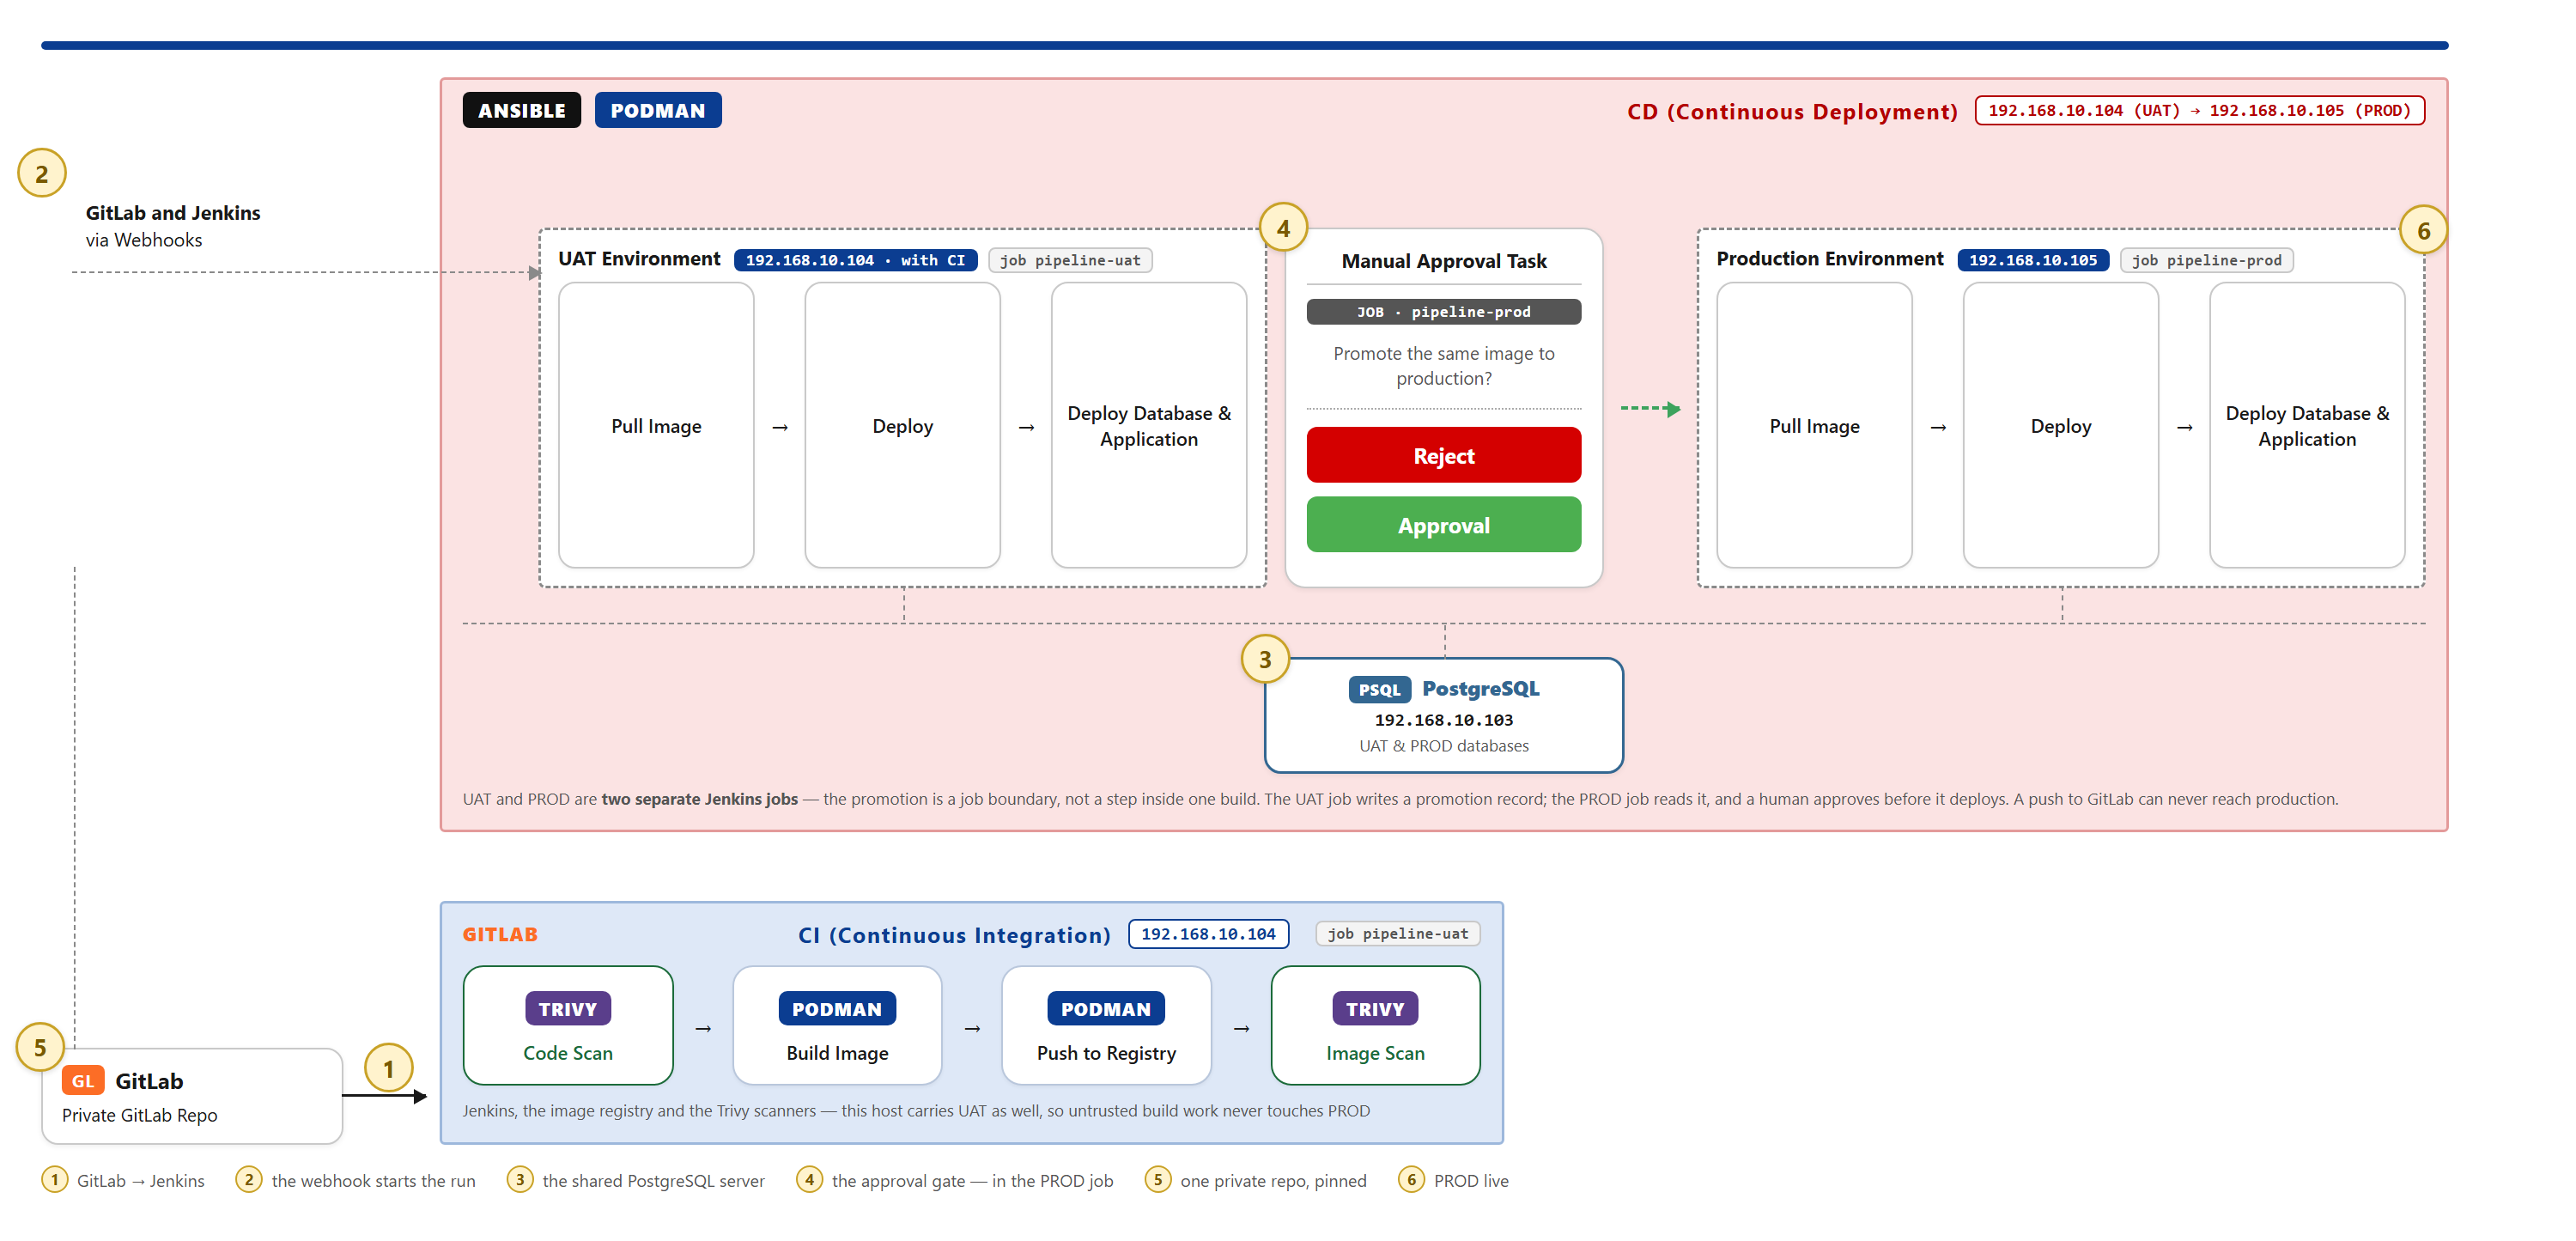 ANSIBLE PODMAN CD (Continuous Deployment) 192.168.10.104 (UAT) → 192.168.10.105 (PROD)
2
GitLab and Jenkins
via Webhooks
UAT Environment 192.168.10.104 · with CI job pipeline-uat
Pull Image → Deploy → Deploy Database &
Application
4
Manual Approval Task
JOB · pipeline-prod
Promote the same image to
production?
Reject
Approval
6
Production Environment 192.168.10.105 job pipeline-prod
Pull Image → Deploy → Deploy Database &
Application
3
PSQL PostgreSQL
192.168.10.103
UAT & PROD databases
UAT and PROD are two separate Jenkins jobs — the promotion is a job boundary, not a step inside one build. The UAT job writes a promotion record; the PROD job reads it, and a human approves before it deploys. A push to GitLab can never reach production.
5
GL GitLab
Private GitLab Repo
1
GITLAB CI (Continuous Integration) 192.168.10.104 job pipeline-uat
TRIVY
Code Scan
→
PODMAN
Build Image
→
PODMAN
Push to Registry
→
TRIVY
Image Scan
Jenkins, the image registry and the Trivy scanners — this host carries UAT as well, so untrusted build work never touches PROD
1 GitLab → Jenkins 2 the webhook starts the run 3 the shared PostgreSQL server 4 the approval gate — in the PROD job 5 one private repo, pinned 6 PROD live